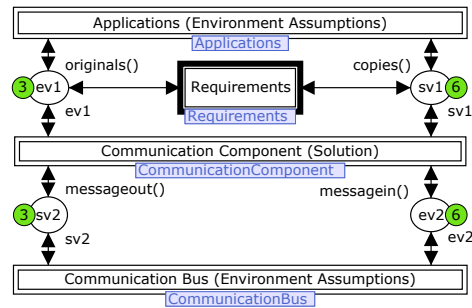 Applications (Environment Assumptions)
Applications
originals()
copies()
3
ev1
Requirements
sv1
6
ev1
Requirements
sv1
Communication Component (Solution)
CommunicationComponent
messageout()
messagein()
3
sv2
ev2
6
sv2
ev2
Communication Bus (Environment Assumptions)
CommunicationBus